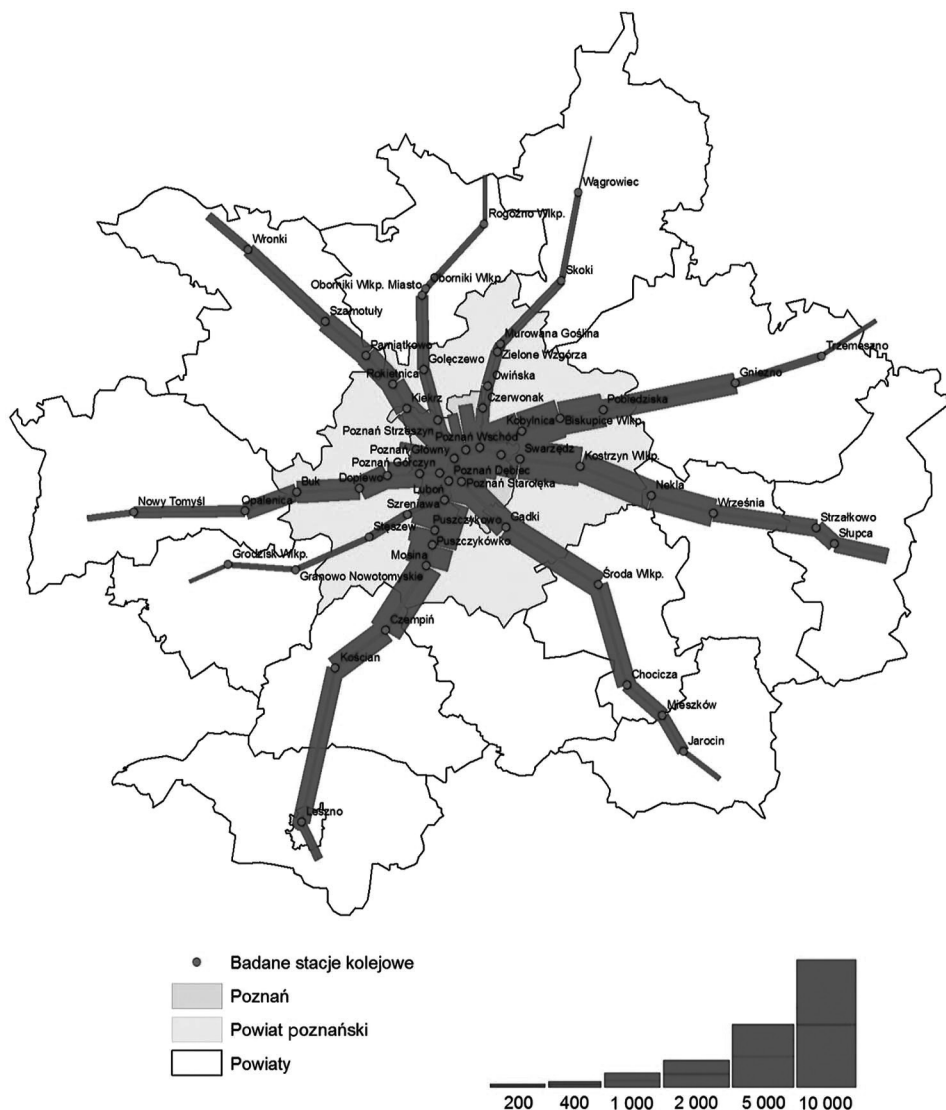 Wągrowiec
Rogoźno Wlkp.
Wronki
Skoki
Oborniki Wlkp.
Oborniki Wlkp. Miasto
Szamotuły
Murowana Goślina
Pamiątkowo
Zielone Wzgórza
Trzemeszno
Golęczewo
Rokietnica
Owińska
Gniezno
Kiekrz
Czerwonak
Pobiedziska
Kobylnica
Biskupice Wlkp.
Poznań Strzeszyn
Poznań Wschód
Poznań Główny
Swarzędz
Poznań Górczyn
Poznań Dębiec
Kostrzyn Wlkp.
Buk
Dopiewo
Poznań Starołęka
Luboń
Nekla
Nowy Tomyśl
Opalenica
Szreniawa
Września
Puszczykowo
Gądki
Stęszew
Strzałkowo
Słupca
Puszczykówko
Grodzisk Wlkp.
Mosina
Granowo Nowotomyskie
Środa Wlkp.
Czempiń
Kościan
Chocicza
Mieszków
Jarocin
Leszno
Badane stacje kolejowe
Poznań
Powiat poznański
Powiaty
200 400 1 000 2 000 5 000 10 000